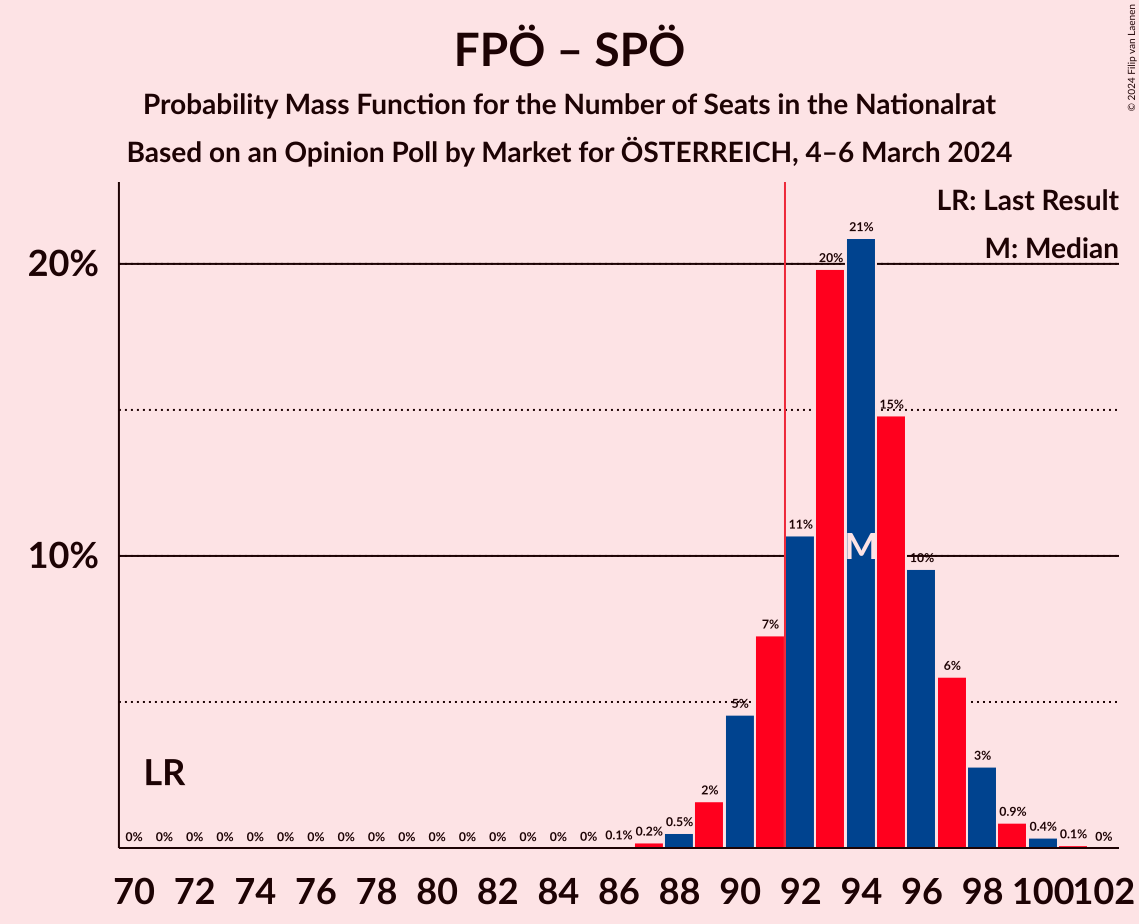 FPÖ – SPÖ
Probability Mass Function for the Number of Seats in the Nationalrat
Based on an Opinion Poll by Market for ÖSTERREICH, 4–6 March 2024
© 2024 Filip van Laenen
LR: Last Result
M: Median
20%
10%
LR
M
0% 0% 0% 0% 0% 0% 0% 0% 0% 0% 0% 0% 0% 0% 0% 0% 0.1% 0.2% 0.5% 2% 5% 7% 11% 20% 21% 15% 10% 6% 3% 0.9% 0.4% 0.1% 0%
70 72 74 76 78 80 82 84 86 88 90 92 94 96 98 100 102